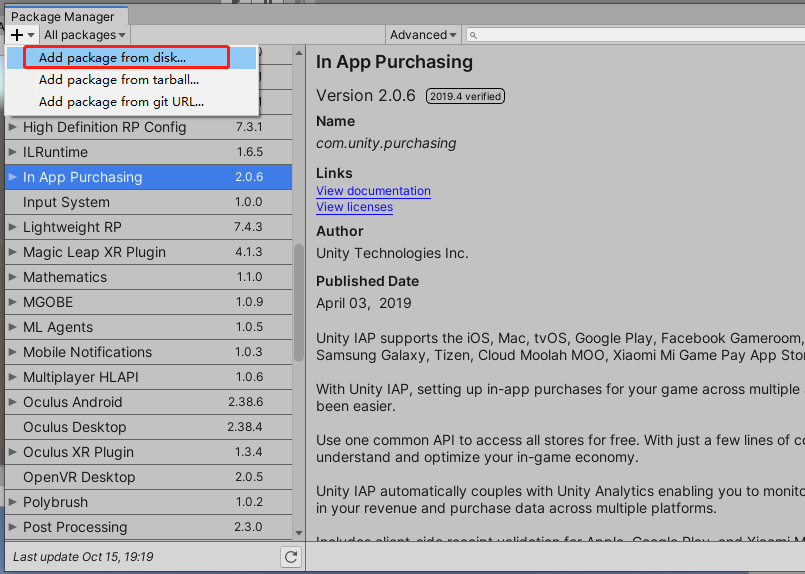 Package Manager
+ All packages Advanced
Add package from disk...
Add package from tarball...
Add package from git URL...
High Definition RP Config 7.3.1
ILRuntime 1.6.5
In App Purchasing 2.0.6
Input System 1.0.0
Lightweight RP 7.4.3
Magic Leap XR Plugin 4.1.3
Mathematics 1.1.0
MGOBE 1.0.9
ML Agents 1.0.5
Mobile Notifications 1.0.3
Multiplayer HLAPI 1.0.6
Oculus Android 2.38.6
Oculus Desktop 2.38.4
Oculus XR Plugin 1.3.4
OpenVR Desktop 2.0.5
Polybrush 1.0.2
Post Processing 2.3.0
Last update Oct 15, 19:19
In App Purchasing
Version 2.0.6 2019.4 verified
Name
com.unity.purchasing
Links
View documentation
View licenses
Author
Unity Technologies Inc.
Published Date
April 03, 2019
Unity IAP supports the iOS, Mac, tvOS, Google Play, Facebook Gameroom,
Samsung Galaxy, Tizen, Cloud Moolah MOO, Xiaomi Mi Game Pay App Stor
With Unity IAP, setting up in-app purchases for your game across multiple
been easier.
Use one common API to access all stores for free. With just a few lines of co
understand and optimize your in-game economy.
Unity IAP automatically couples with Unity Analytics enabling you to monito
in your revenue and purchase data across multiple platforms.
Includes client-side receipt validation for Apple, Google Play, and Xiaomi M